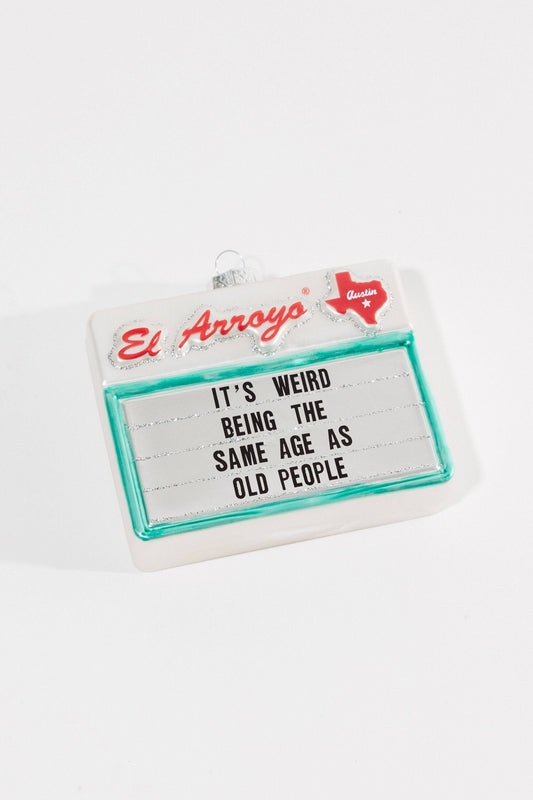 El Arroyo®
Austin
IT'S WEIRD
BEING THE
SAME AGE AS
OLD PEOPLE